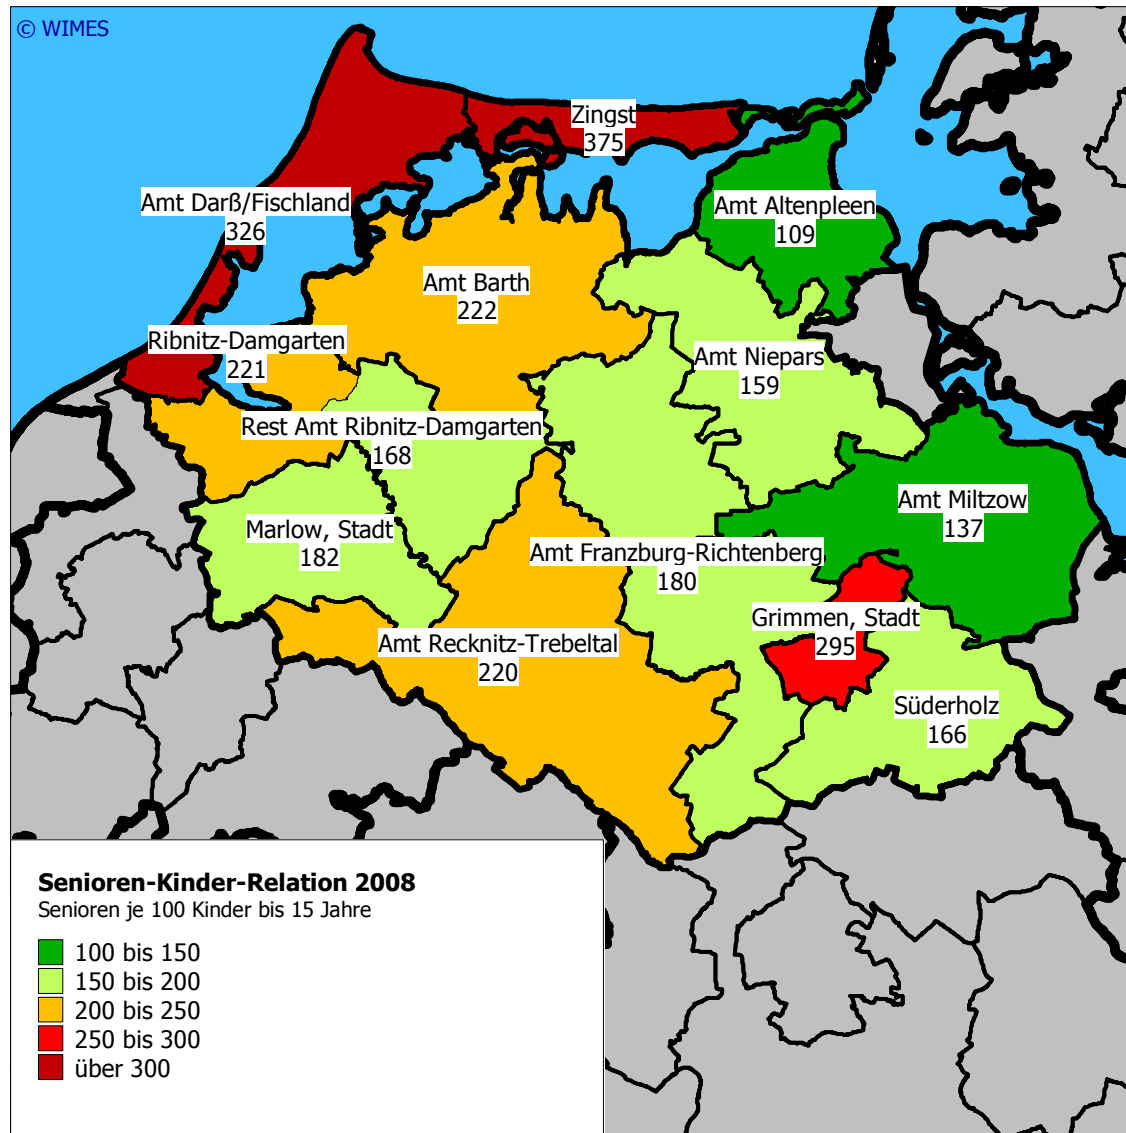 © WIMES
Zingst
375
Amt Darß/Fischland
326
Amt Altenpleen
109
Amt Barth
222
Ribnitz-Damgarten
221
Amt Niepars
159
Rest Amt Ribnitz-Damgarten
168
Amt Miltzow
137
Marlow, Stadt
182
Amt Franzburg-Richtenberg
180
Grimmen, Stadt
295
Amt Recknitz-Trebeltal
220
Süderholz
166
Senioren-Kinder-Relation 2008
Senioren je 100 Kinder bis 15 Jahre
100 bis 150
150 bis 200
200 bis 250
250 bis 300
über 300